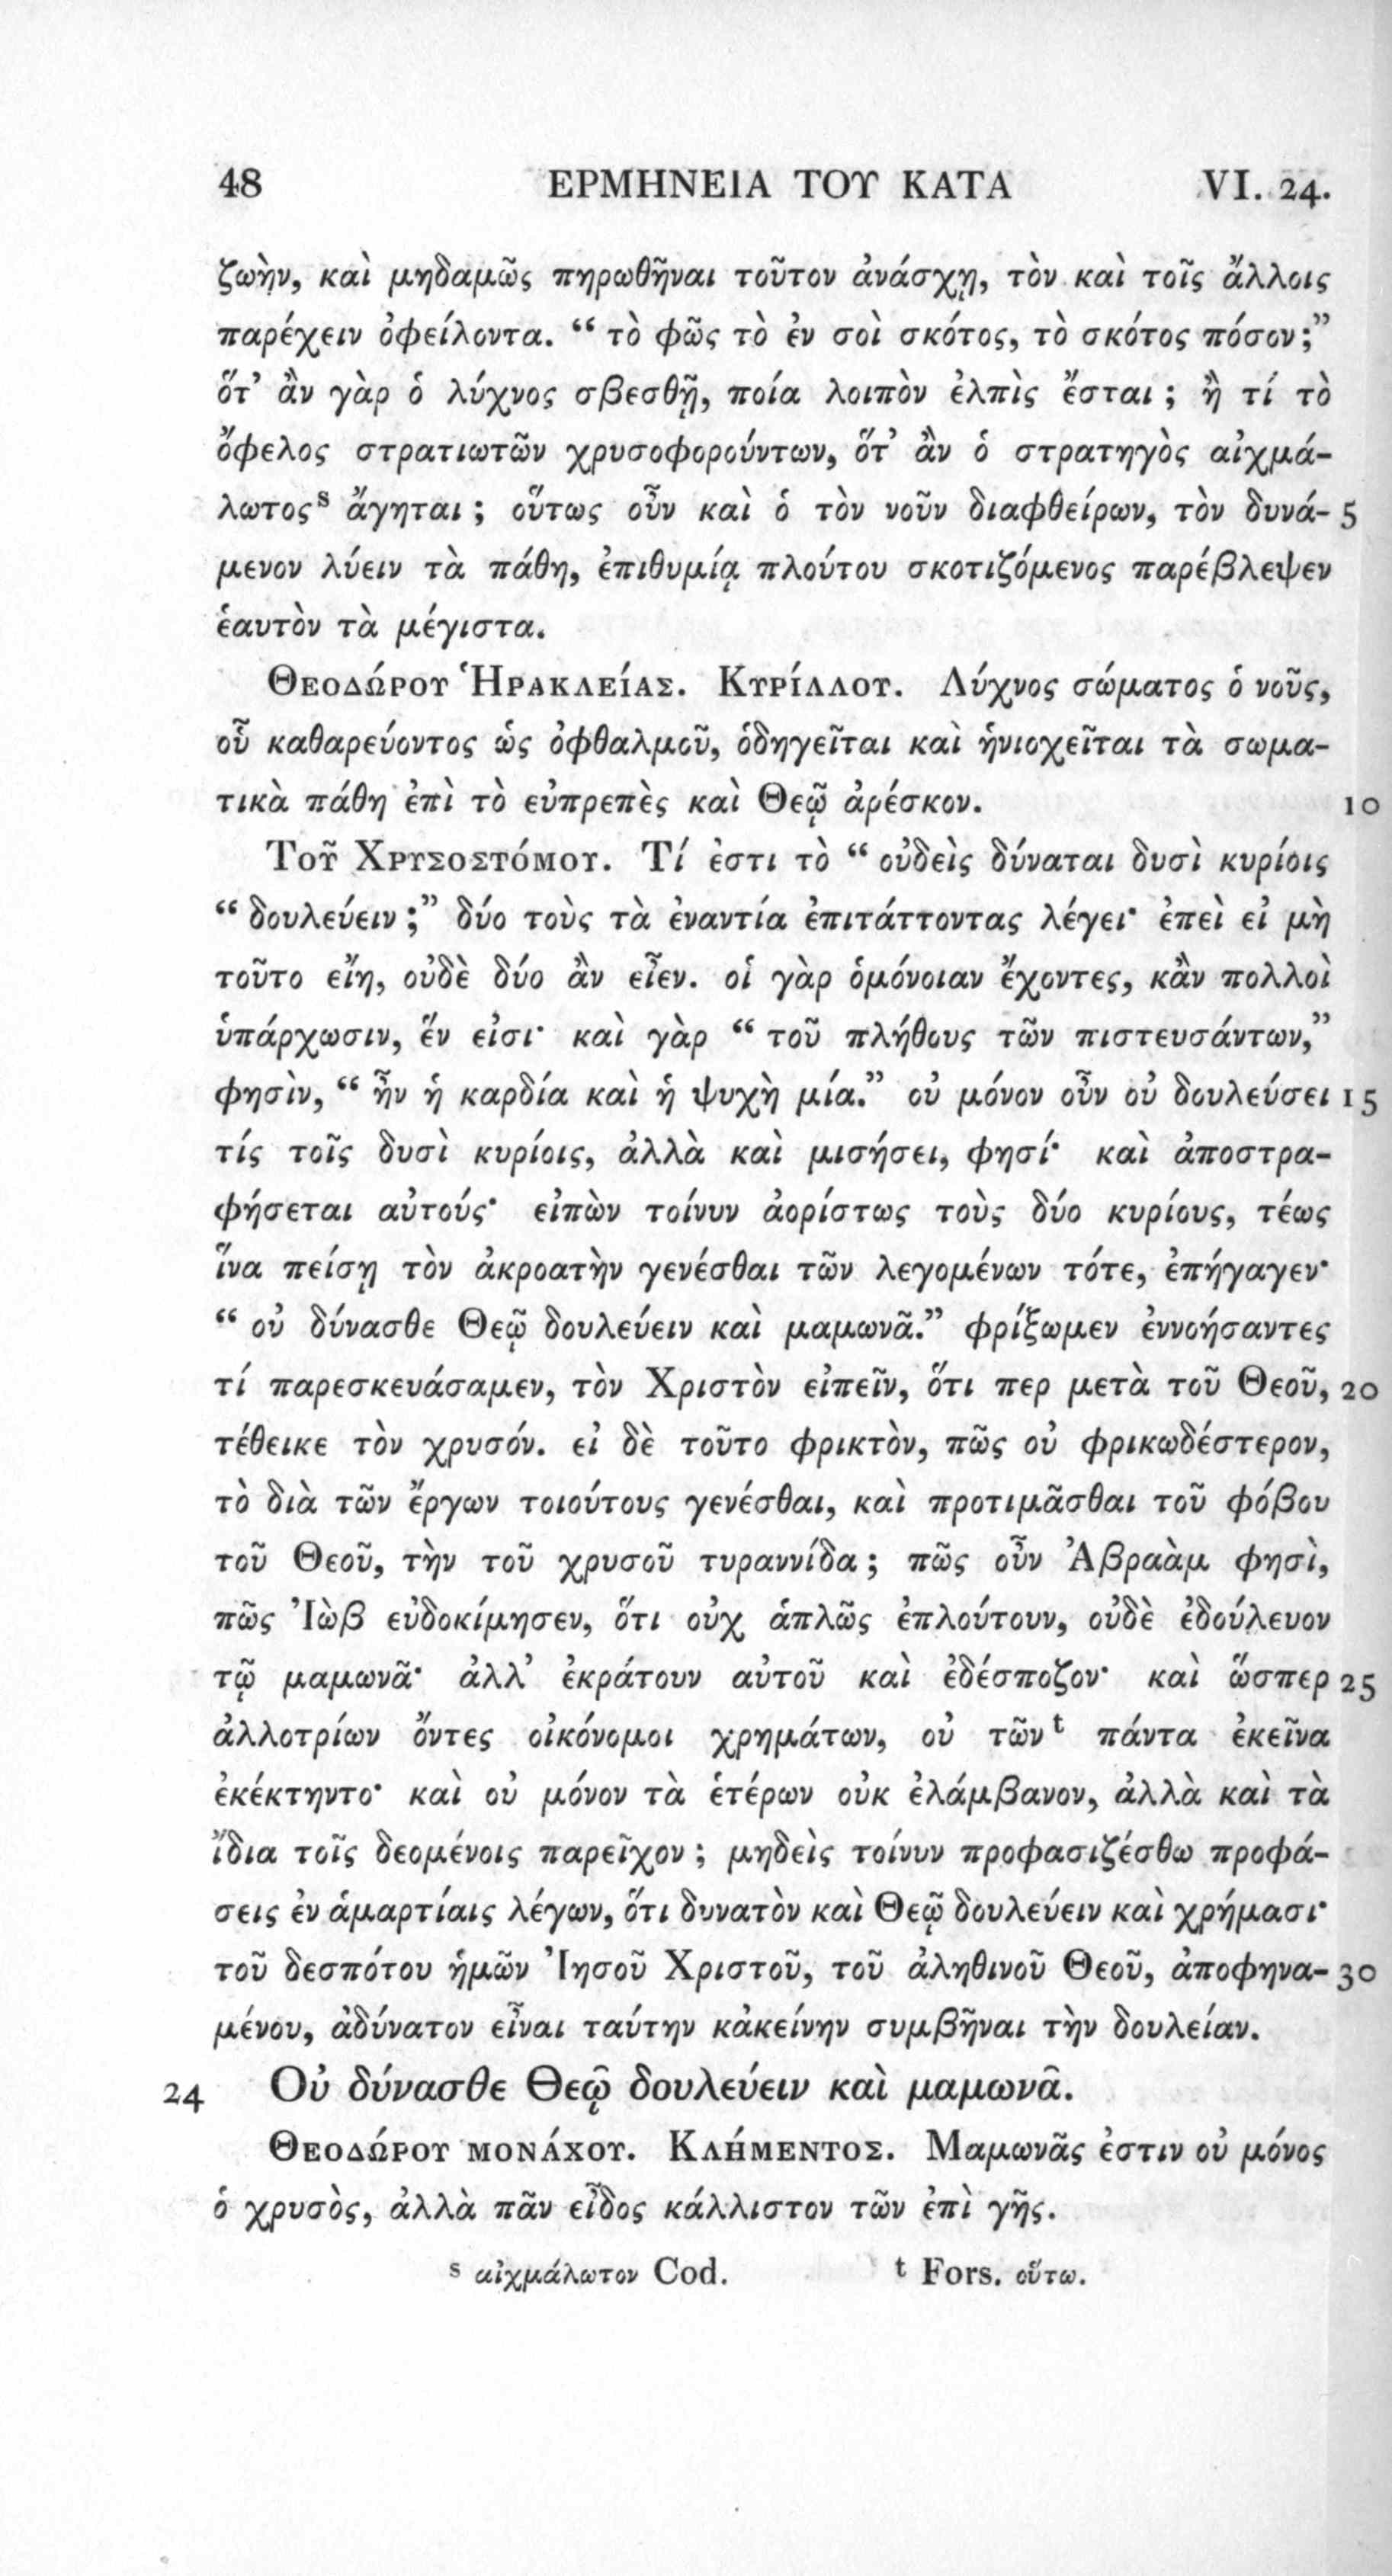 48 ΕΡΜΗΝΕΙΑ ΤΟΥ ΚΑΤΑ VI. 24.
ζωὴν, καὶ μηδαμῶς πηρωθῆναι τοῦτον ἀνάσχῃ, τὸν καὶ τοῖς ἄλλοις
παρέχειν ὀφείλοντα. “ τὸ φῶς τὸ ἐν σοὶ σκότος, τὸ σκότος πόσον;”
ὅτ’ ἂν γὰρ ὁ λύχνος σβεσθῇ, ποία λοιπὸν ἐλπὶς ἔσται ; ἢ τί τὸ
ὄφελος στρατιωτῶν χρυσοφορούντων, ὅτ’ ἂν ὁ στρατηγὸς αἰχμά-
λωτοςˢ ἄγηται ; οὕτως οὖν καὶ ὁ τὸν νοῦν διαφθείρων, τὸν δυνά- 5
μενον λύειν τὰ πάθη, ἐπιθυμίᾳ πλούτου σκοτιζόμενος παρέβλεψεν
ἑαυτὸν τὰ μέγιστα.
Θεοδώρου Ἡρακλείας. Κυρίλλου. Λύχνος σώματος ὁ νοῦς,
οὗ καθαρεύοντος ὡς ὀφθαλμοῦ, ὁδηγεῖται καὶ ἡνιοχεῖται τὰ σωμα-
τικὰ πάθη ἐπὶ τὸ εὐπρεπὲς καὶ Θεῷ ἀρέσκον. 10
Τοῦ Χρυσοστόμου. Τί ἐστι τὸ “ οὐδεὶς δύναται δυσὶ κυρίοις
“ δουλεύειν ;” δύο τοὺς τὰ ἐναντία ἐπιτάττοντας λέγει· ἐπεὶ εἰ μὴ
τοῦτο εἴη, οὐδὲ δύο ἂν εἶεν. οἱ γὰρ ὁμόνοιαν ἔχοντες, κἂν πολλοὶ
ὑπάρχωσιν, ἕν εἰσι· καὶ γὰρ “ τοῦ πλήθους τῶν πιστευσάντων,”
φησὶν, “ ἦν ἡ καρδία καὶ ἡ ψυχὴ μία.” οὐ μόνον οὖν οὐ δουλεύσει 15
τίς τοῖς δυσὶ κυρίοις, ἀλλὰ καὶ μισήσει, φησί· καὶ ἀποστρα-
φήσεται αὐτούς· εἰπὼν τοίνυν ἀορίστως τοὺς δύο κυρίους, τέως
ἵνα πείσῃ τὸν ἀκροατὴν γενέσθαι τῶν λεγομένων τότε, ἐπήγαγεν·
“ οὐ δύνασθε Θεῷ δουλεύειν καὶ μαμωνᾶ.” φρίξωμεν ἐννοήσαντες
τί παρεσκευάσαμεν, τὸν Χριστὸν εἰπεῖν, ὅτι περ μετὰ τοῦ Θεοῦ, 20
τέθεικε τὸν χρυσόν. εἰ δὲ τοῦτο φρικτὸν, πῶς οὐ φρικωδέστερον,
τὸ διὰ τῶν ἔργων τοιούτους γενέσθαι, καὶ προτιμᾶσθαι τοῦ φόβου
τοῦ Θεοῦ, τὴν τοῦ χρυσοῦ τυραννίδα ; πῶς οὖν Ἀβραὰμ φησὶ,
πῶς Ἰὼβ εὐδοκίμησεν, ὅτι οὐχ ἁπλῶς ἐπλούτουν, οὐδὲ ἐδούλευον
τῷ μαμωνᾶ· ἀλλ’ ἐκράτουν αὐτοῦ καὶ ἐδέσποζον· καὶ ὥσπερ 25
ἀλλοτρίων ὄντες οἰκόνομοι χρημάτων, οὐ τῶνᵗ πάντα ἐκεῖνα
ἐκέκτηντο· καὶ οὐ μόνον τὰ ἑτέρων οὐκ ἐλάμβανον, ἀλλὰ καὶ τὰ
ἴδια τοῖς δεομένοις παρεῖχον ; μηδεὶς τοίνυν προφασιζέσθω προφά-
σεις ἐν ἁμαρτίαις λέγων, ὅτι δυνατὸν καὶ Θεῷ δουλεύειν καὶ χρήμασι·
τοῦ δεσπότου ἡμῶν Ἰησοῦ Χριστοῦ, τοῦ ἀληθινοῦ Θεοῦ, ἀποφηνα- 30
μένου, ἀδύνατον εἶναι ταύτην κἀκείνην συμβῆναι τὴν δουλείαν.
24 Οὐ δύνασθε Θεῷ δουλεύειν καὶ μαμωνᾶ.
Θεοδώρου μονάχου. Κλήμεντος. Μαμωνᾶς ἐστιν οὐ μόνος
ὁ χρυσὸς, ἀλλὰ πᾶν εἶδος κάλλιστον τῶν ἐπὶ γῆς.
ˢ αἰχμάλωτον Cod. ᵗ Fors. οὕτω.